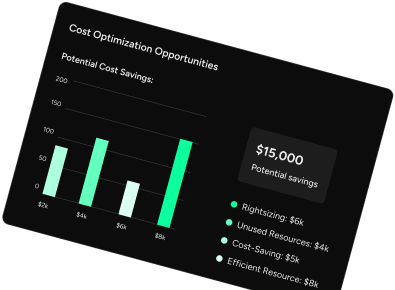 Cost Optimization Opportunities
Potential Cost Savings:
200
150
100
50
0
$2k
$4k
$6k
$8k
$15,000
Potential savings
Rightsizing: $6k
Unused Resources: $4k
Cost-Saving: $5k
Efficient Resource: $8k